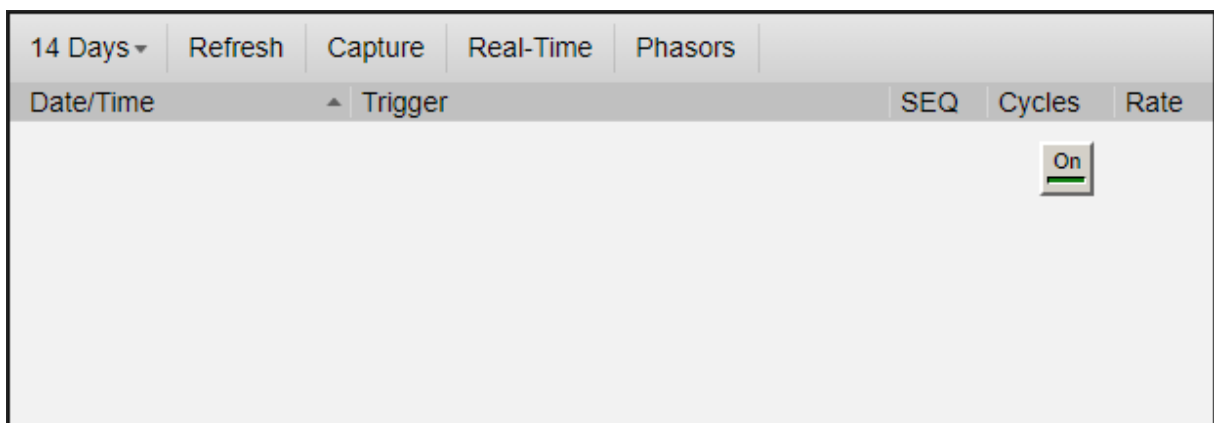 14 Days Refresh Capture Real-Time Phasors
Date/Time Trigger SEQ Cycles Rate
On